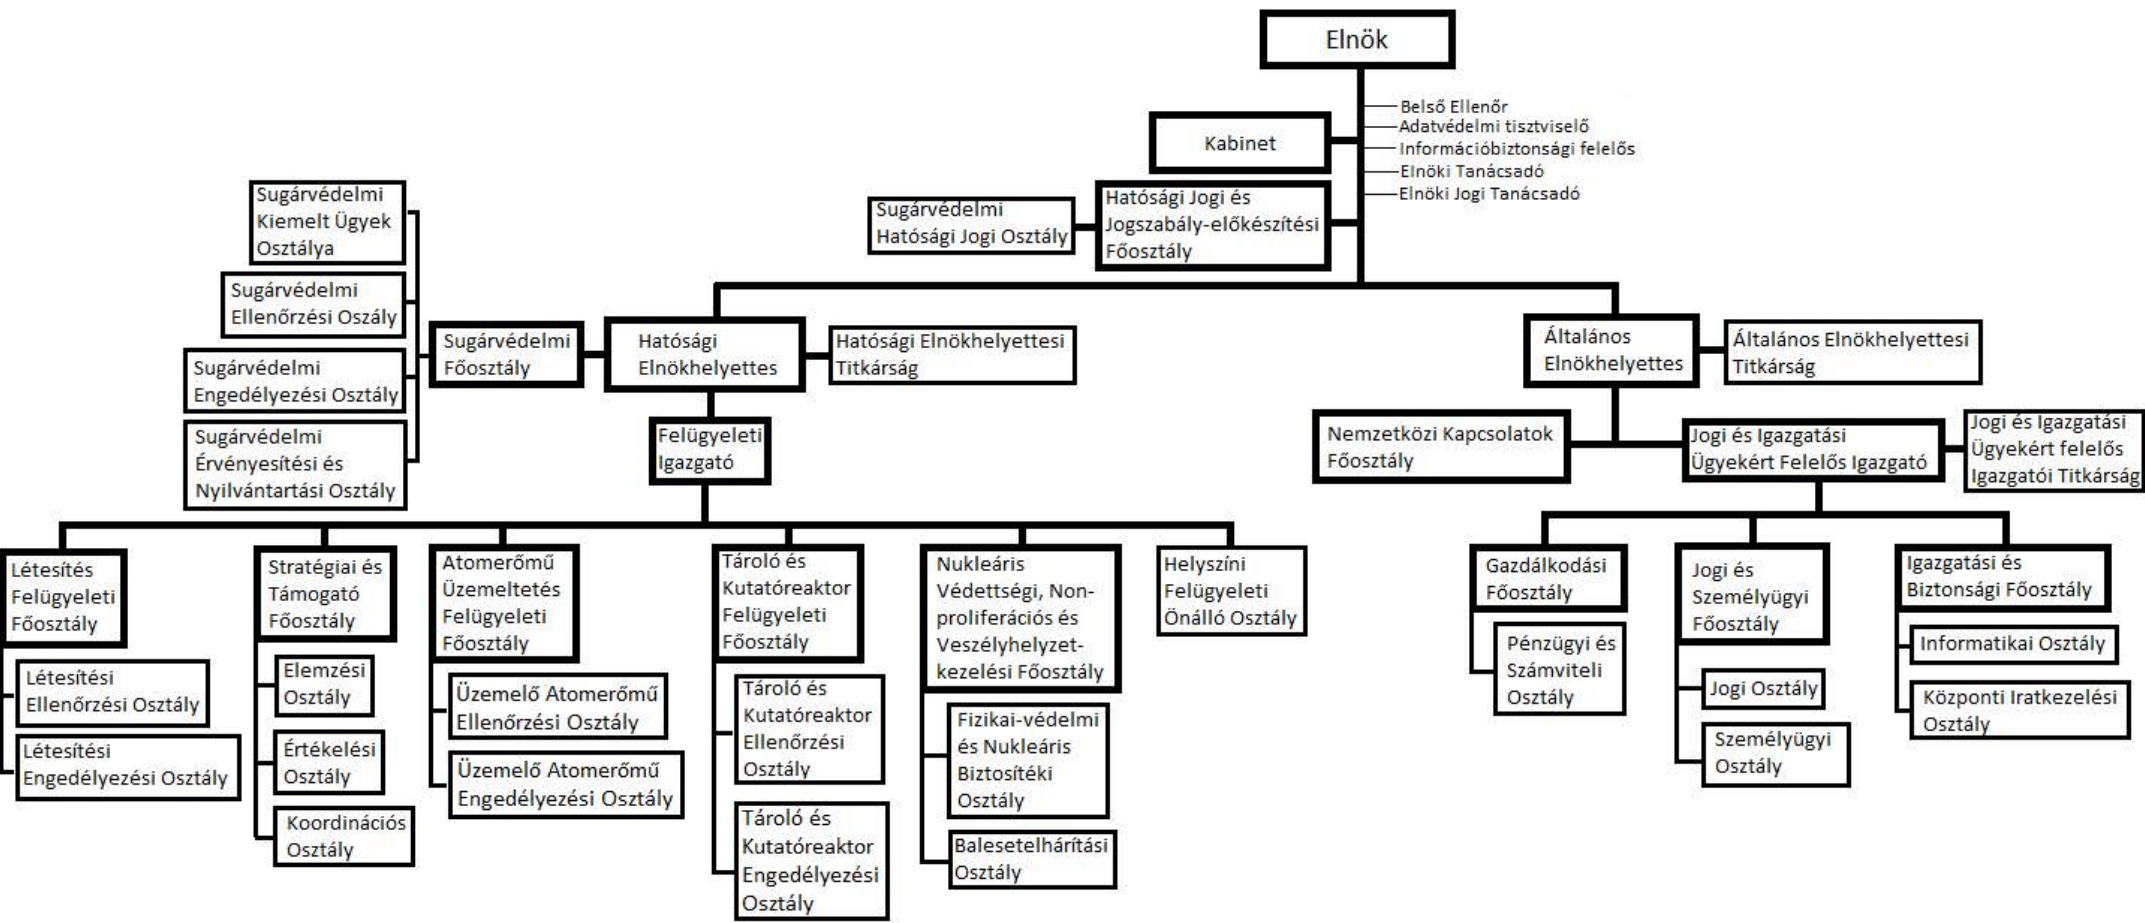 Elnök
Belső Ellenőr
Adatvédelmi tisztviselő
Információbiztonsági felelős
Elnöki Tanácsadó
Elnöki Jogi Tanácsadó
Kabinet
Hatósági Jogi és
Jogszabály-előkészítési
Főosztály
Sugárvédelmi
Hatósági Jogi Osztály
Sugárvédelmi
Kiemelt Ügyek
Osztálya
Sugárvédelmi
Ellenőrzési Oszály
Sugárvédelmi
Engedélyezési Osztály
Sugárvédelmi
Érvényesítési és
Nyilvántartási Osztály
Sugárvédelmi
Főosztály
Hatósági
Elnökhelyettes
Hatósági Elnökhelyettesi
Titkárság
Általános
Elnökhelyettes
Általános Elnökhelyettesi
Titkárság
Felügyeleti
Igazgató
Nemzetközi Kapcsolatok
Főosztály
Jogi és Igazgatási
Ügyekért Felelős Igazgató
Jogi és Igazgatási
Ügyekért felelős
Igazgatói Titkárság
Létesítés
Felügyeleti
Főosztály
Létesítési
Ellenőrzési Osztály
Létesítési
Engedélyezési Osztály
Stratégiai és
Támogató
Főosztály
Elemzési
Osztály
Értékelési
Osztály
Koordinációs
Osztály
Atomerőmű
Üzemeltetés
Felügyeleti
Főosztály
Üzemelő Atomerőmű
Ellenőrzési Osztály
Üzemelő Atomerőmű
Engedélyezési Osztály
Tároló és
Kutatóreaktor
Felügyeleti
Főosztály
Tároló és
Kutatóreaktor
Ellenőrzési
Osztály
Tároló és
Kutatóreaktor
Engedélyezési
Osztály
Nukleáris
Védettségi, Non-
proliferációs és
Veszélyhelyzet-
kezelési Főosztály
Fizikai-védelmi
és Nukleáris
Biztosítéki
Osztály
Balesetelhárítási
Osztály
Helyszíni
Felügyeleti
Önálló Osztály
Gazdálkodási
Főosztály
Pénzügyi és
Számviteli
Osztály
Jogi és
Személyügyi
Főosztály
Jogi Osztály
Személyügyi
Osztály
Igazgatási és
Biztonsági Főosztály
Informatikai Osztály
Központi Iratkezelési
Osztály